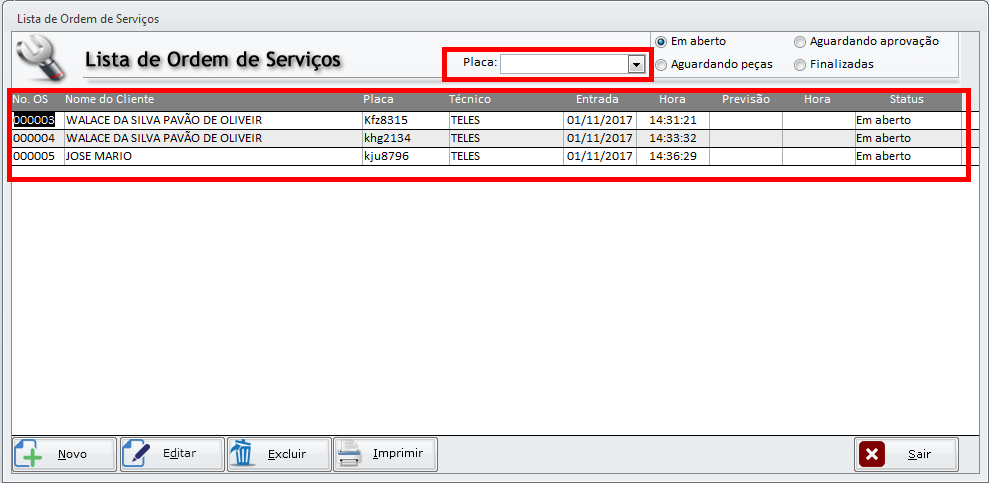 Lista de Ordem de Serviços
Lista de Ordem de Serviços
Placa:
Em aberto
Aguardando aprovação
Aguardando peças
Finalizadas
No. OS Nome do Cliente Placa Técnico Entrada Hora Previsão Hora Status
000003 WALACE DA SILVA PAVÃO DE OLIVEIR Kfz8315 TELES 01/11/2017 14:31:21 Em aberto
000004 WALACE DA SILVA PAVÃO DE OLIVEIR khg2134 TELES 01/11/2017 14:33:32 Em aberto
000005 JOSE MARIO kju8796 TELES 01/11/2017 14:36:29 Em aberto
Novo Editar Excluir Imprimir Sair